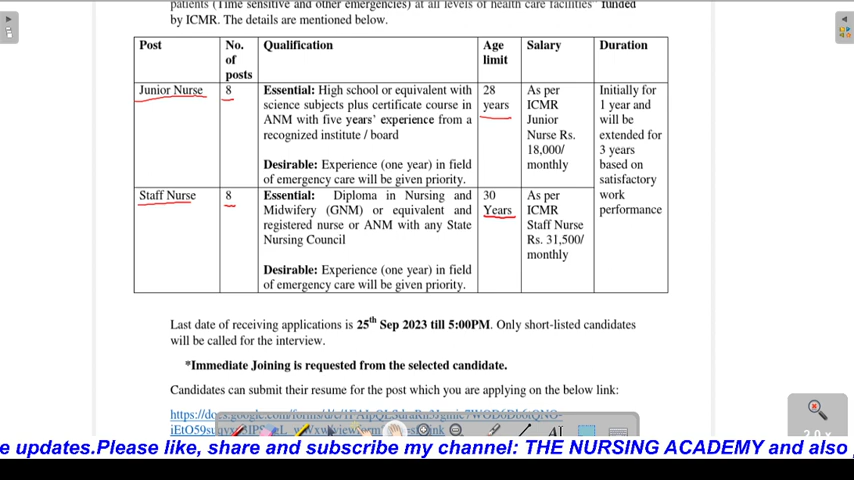 patients (Time sensitive and other emergencies) at all levels of health care facilities" funded
by ICMR. The details are mentioned below.
Post No. of posts Qualification Age limit Salary Duration
Junior Nurse 8
Essential: High school or equivalent with
science subjects plus certificate course in
ANM with five years' experience from a
recognized institute / board
Desirable: Experience (one year) in field
of emergency care will be given priority.
28
years
As per
ICMR
Junior
Nurse Rs.
18,000/
monthly
Initially for
1 year and
will be
extended for
3 years
based on
satisfactory
work
performance
Staff Nurse 8
Essential: Diploma in Nursing and
Midwifery (GNM) or equivalent and
registered nurse or ANM with any State
Nursing Council
Desirable: Experience (one year) in field
of emergency care will be given priority.
30
Years
As per
ICMR
Staff Nurse
Rs. 31,500/
monthly
Last date of receiving applications is 25th Sep 2023 till 5:00PM. Only short-listed candidates
will be called for the interview.
*Immediate Joining is requested from the selected candidate.
Candidates can submit their resume for the post which you are applying on the below link:
e updates.Please like, share and subscribe my channel: THE NURSING ACADEMY and also